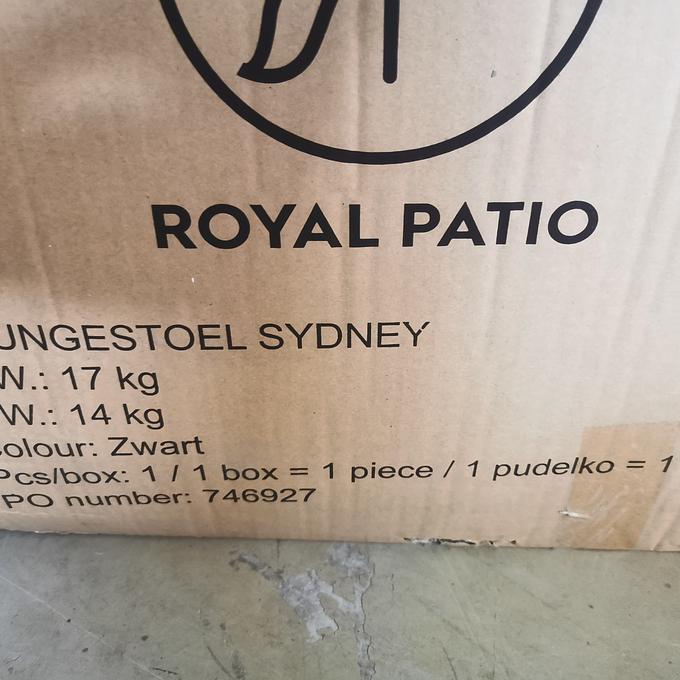 ROYAL PATIO
UNGESTOEL SYDNEY
W.: 17 kg
W.: 14 kg
olour: Zwart
Pcs/box: 1 / 1 box = 1 piece / 1 pudelko = 1
PO number: 746927